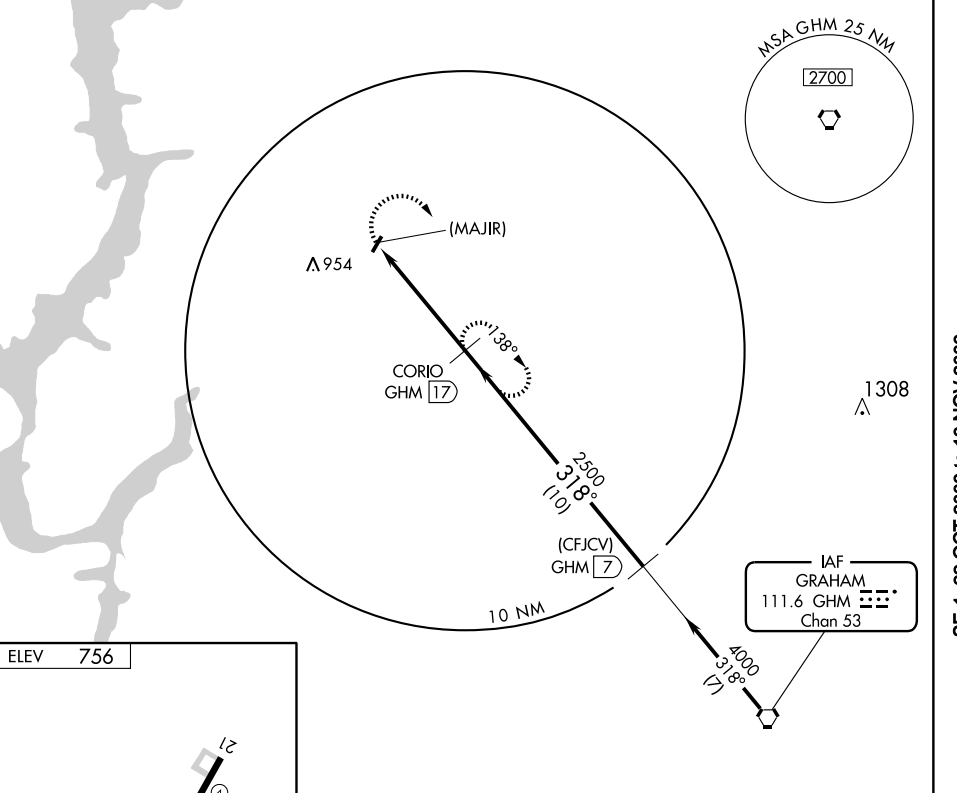 MSA GHM 25 NM
2700
(MAJIR)
954
138°
CORIO
GHM 17
1308
2500
318°
(10)
(CFJCV)
GHM 7
IAF
GRAHAM
111.6 GHM
Chan 53
10 NM
4000
318°
(7)
ELEV 756
21